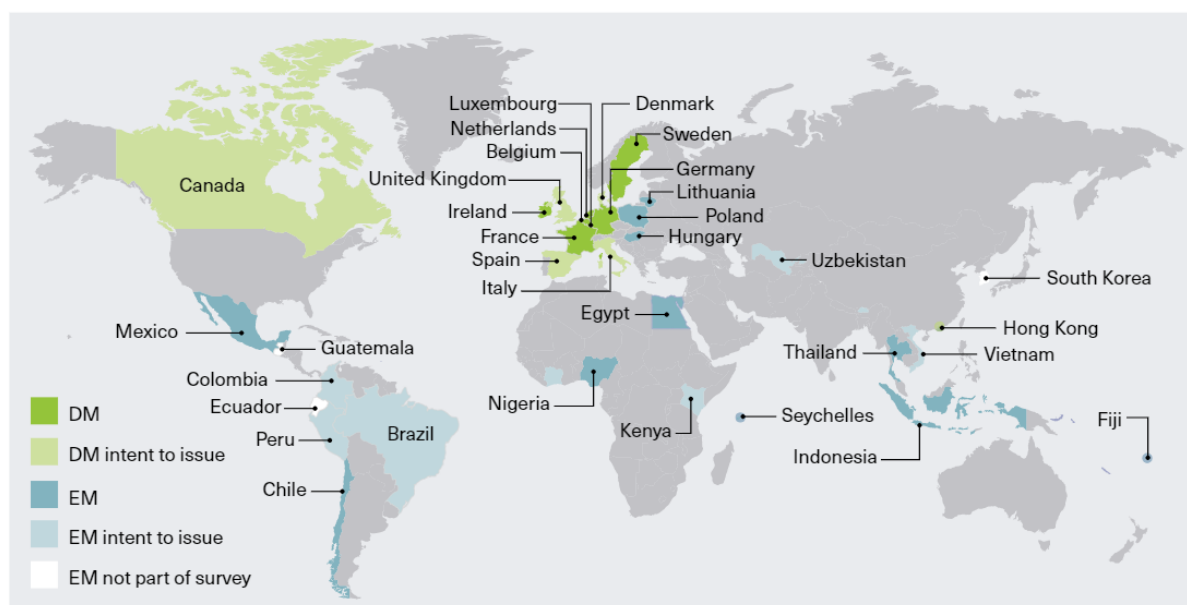 Luxembourg
Denmark
Netherlands
Sweden
Belgium
Germany
United Kingdom
Lithuania
Canada
Ireland
Poland
France
Hungary
Spain
Uzbekistan
Italy
South Korea
Egypt
Mexico
Hong Kong
Guatemala
Thailand
Vietnam
Colombia
Nigeria
Ecuador
Seychelles
Fiji
Kenya
Peru
Brazil
Indonesia
Chile
DM
DM intent to issue
EM
EM intent to issue
EM not part of survey